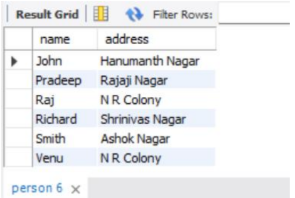 Result Grid Filter Rows:
name address
John Hanumanth Nagar
Pradeep Rajaji Nagar
Raj N R Colony
Richard Shrinivas Nagar
Smith Ashok Nagar
Venu N R Colony
person 6 ×